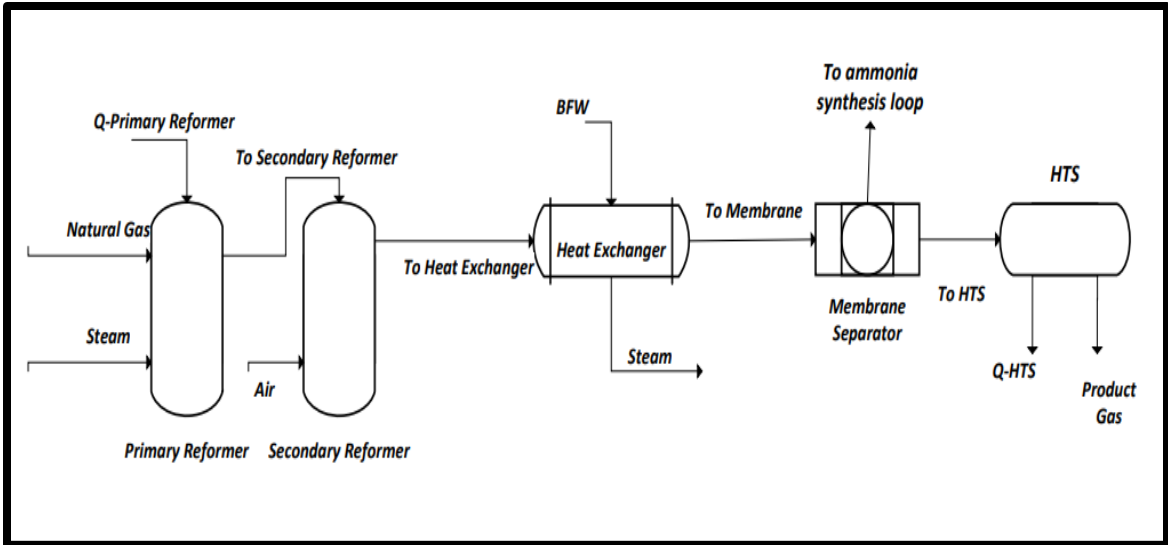 To ammonia
synthesis loop
BFW
Q-Primary Reformer
To Secondary Reformer
HTS
Natural Gas
To Membrane
Heat Exchanger
To Heat Exchanger
To HTS
Membrane
Separator
Steam
Steam
Air
Q-HTS
Product
Gas
Primary Reformer
Secondary Reformer